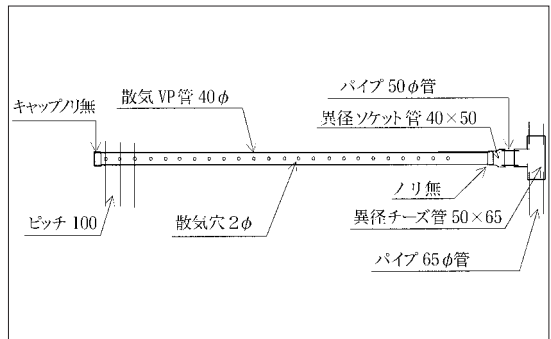 パイプ 50φ管
散気 VP 管 40φ
キャップノリ無
異径ソケット管 40×50
ノリ無
ピッチ 100
散気穴 2φ
異径チーズ管 50×65
パイプ 65φ管